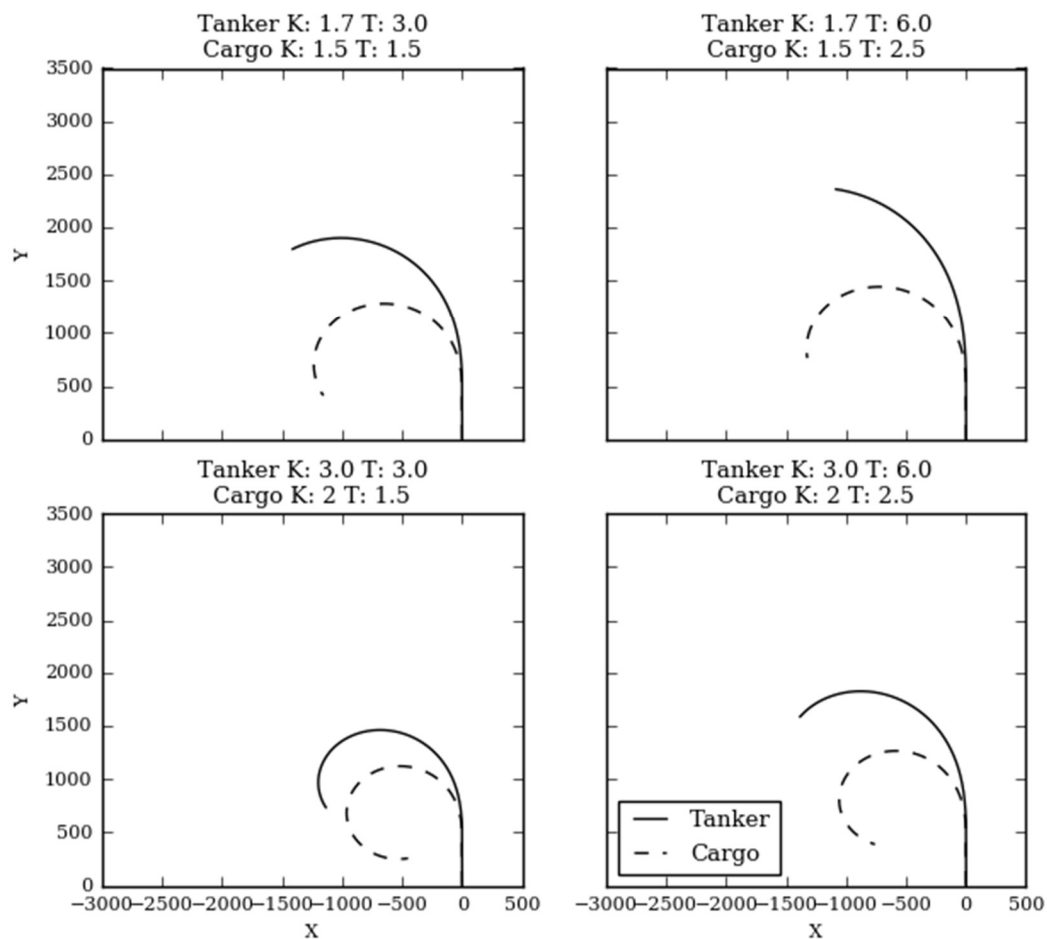 Tanker K: 1.7 T: 3.0
Cargo K: 1.5 T: 1.5
Tanker K: 1.7 T: 6.0
Cargo K: 1.5 T: 2.5
3500
3000
2500
2000
1500
1000
500
0
Y
Tanker K: 3.0 T: 3.0
Cargo K: 2 T: 1.5
Tanker K: 3.0 T: 6.0
Cargo K: 2 T: 2.5
3500
3000
2500
2000
1500
1000
500
0
Y
Tanker
Cargo
−3000−2500−2000−1500−1000−500 0 500
X
−3000−2500−2000−1500−1000−500 0 500
X